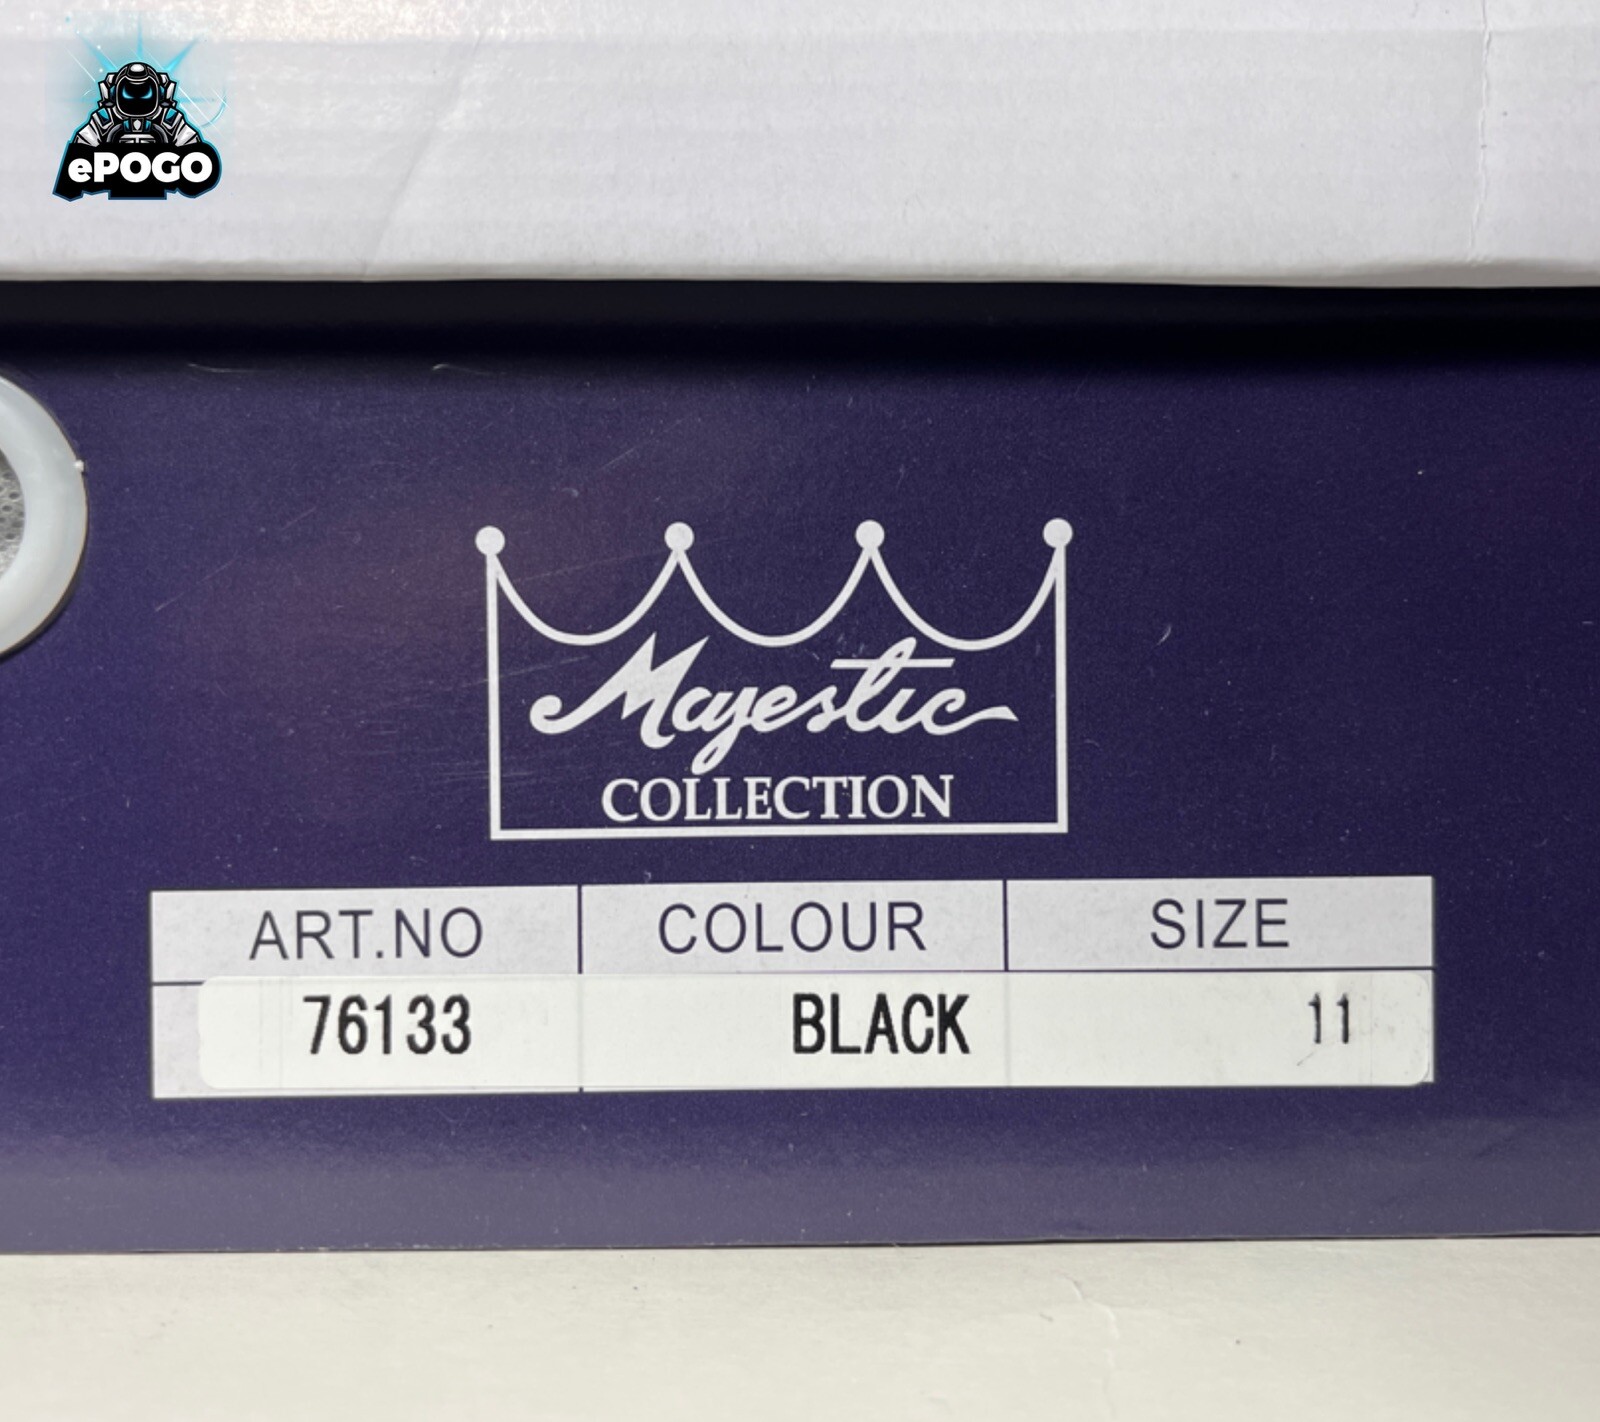 ePOGO
Majestic
COLLECTION
ART.NO COLOUR SIZE
76133 BLACK 11